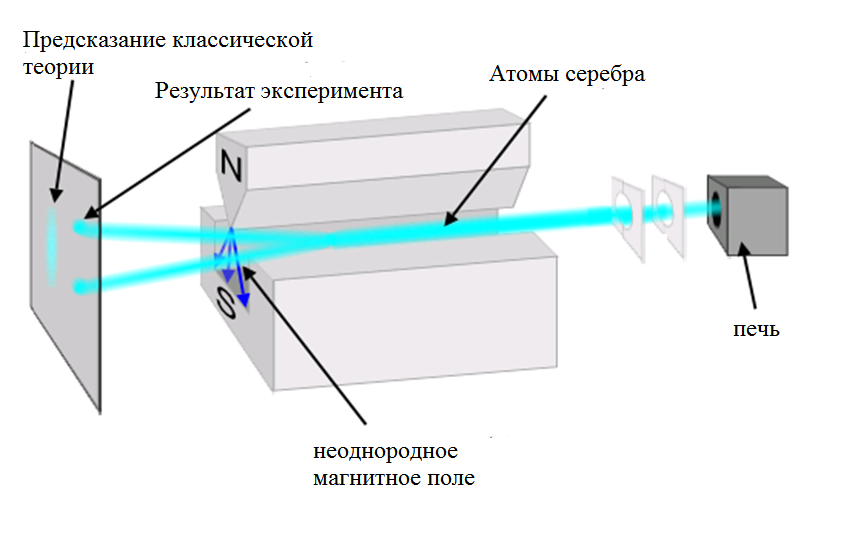 Предсказание классической
теории
Результат эксперимента
Атомы серебра
N
S
печь
неоднородное
магнитное поле